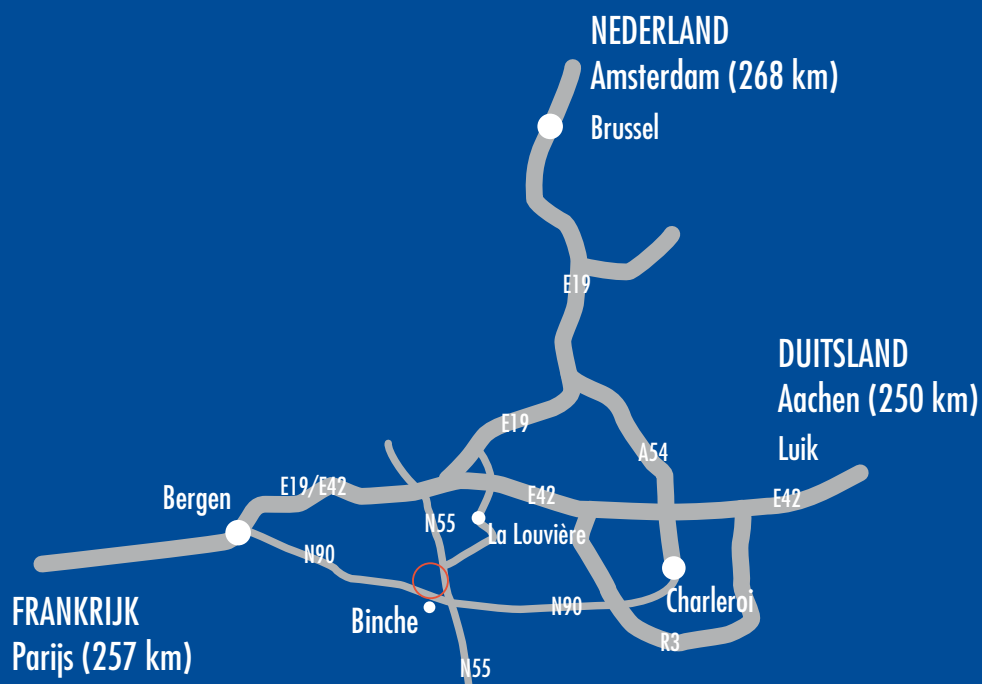 NEDERLAND
Amsterdam (268 km)
Brussel
E19
DUITSLAND
Aachen (250 km)
Luik
E19
A54
E19/E42
E42
E42
Bergen
N55
La Louvière
N90
FRANKRIJK
Parijs (257 km)
Binche
N90
Charleroi
R3
N55